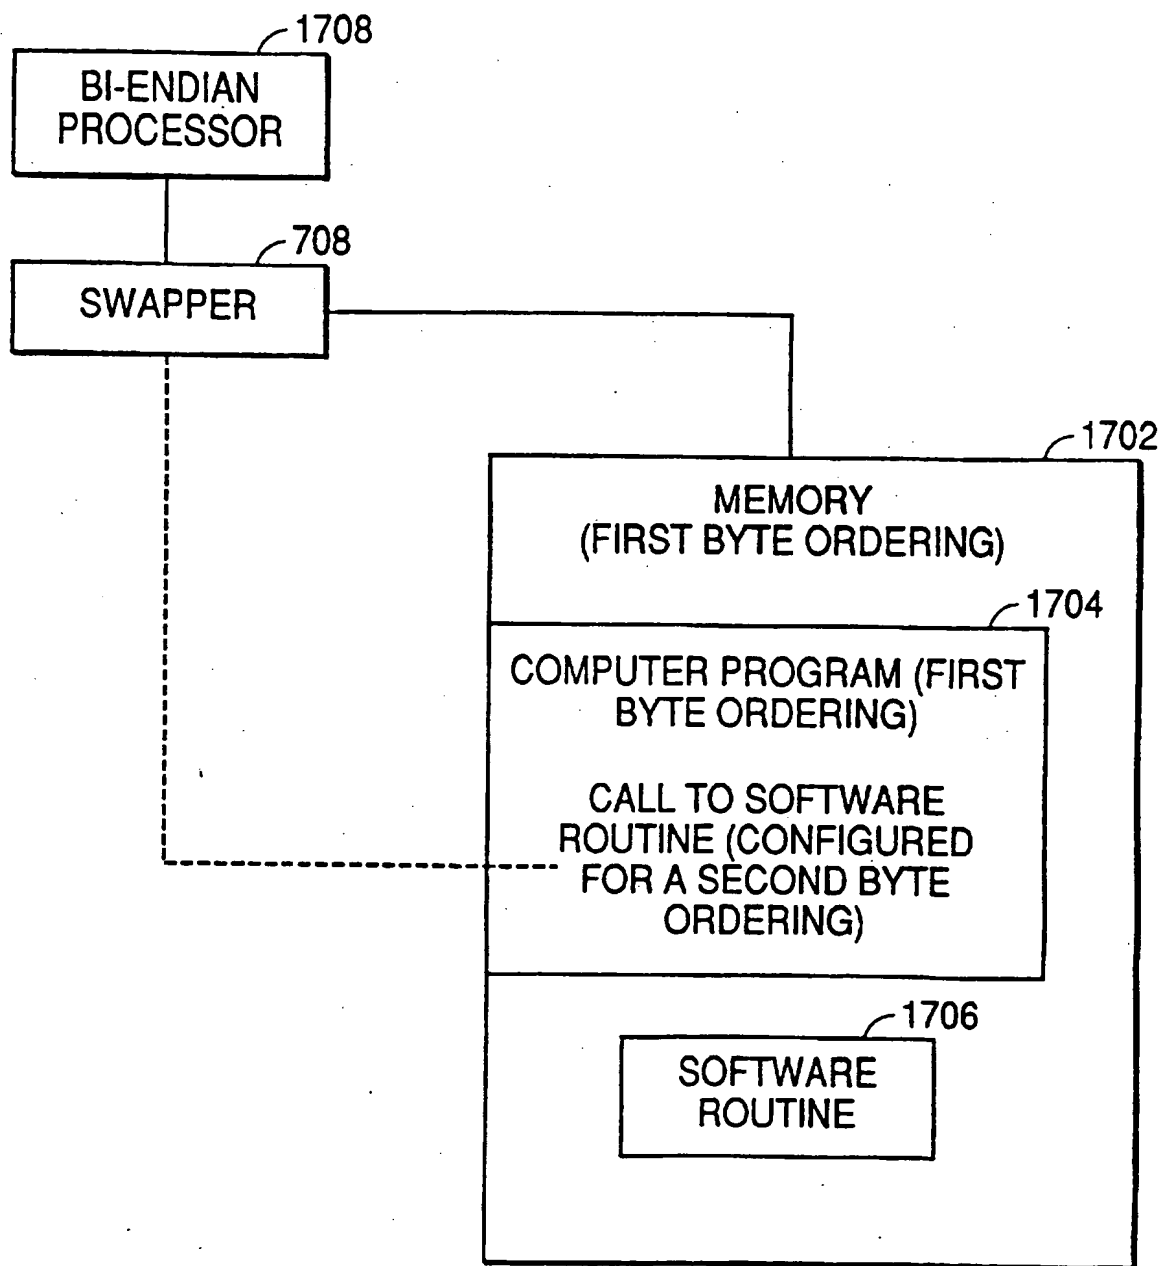 1708
BI-ENDIAN
PROCESSOR
708
SWAPPER
1702
MEMORY
(FIRST BYTE ORDERING)
1704
COMPUTER PROGRAM (FIRST
BYTE ORDERING)
CALL TO SOFTWARE
ROUTINE (CONFIGURED
FOR A SECOND BYTE
ORDERING)
1706
SOFTWARE
ROUTINE